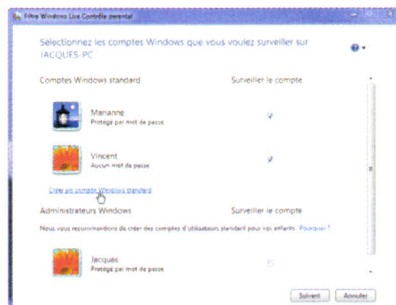 Filtre Windows Live Contrôle parental
Sélectionnez les comptes Windows que vous voulez surveiller sur
JACQUES-PC
Comptes Windows standard Surveiller le compte
Marianne
Protégé par mot de passe
Vincent
Aucun mot de passe
Créer un compte Windows standard
Administrateurs Windows Surveiller le compte
Nous vous recommandons de créer des comptes d'utilisateurs standard pour vos enfants. Pourquoi ?
Jacques
Protégé par mot de passe
Suivant Annuler